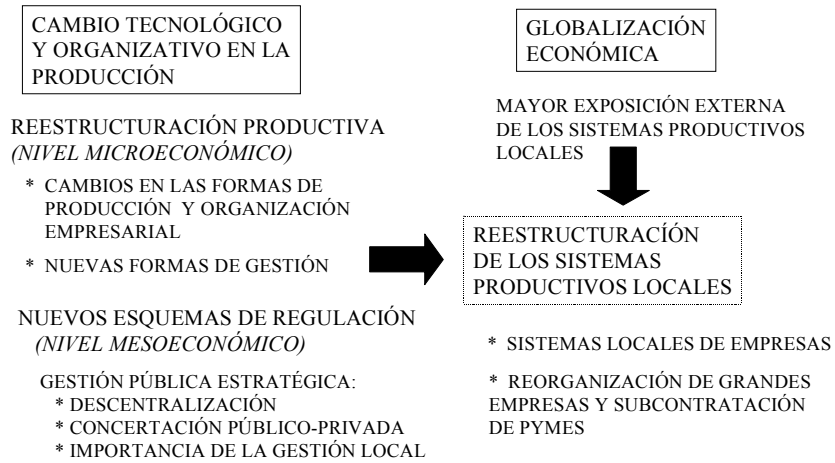 CAMBIO TECNOLÓGICO
Y ORGANIZATIVO EN LA
PRODUCCIÓN
REESTRUCTURACIÓN PRODUCTIVA
(NIVEL MICROECONÓMICO)
* CAMBIOS EN LAS FORMAS DE
PRODUCCIÓN Y ORGANIZACIÓN
EMPRESARIAL
* NUEVAS FORMAS DE GESTIÓN
NUEVOS ESQUEMAS DE REGULACIÓN
(NIVEL MESOECONÓMICO)
GESTIÓN PÚBLICA ESTRATÉGICA:
* DESCENTRALIZACIÓN
* CONCERTACIÓN PÚBLICO-PRIVADA
* IMPORTANCIA DE LA GESTIÓN LOCAL
GLOBALIZACIÓN
ECONÓMICA
MAYOR EXPOSICIÓN EXTERNA
DE LOS SISTEMAS PRODUCTIVOS
LOCALES
REESTRUCTURACÍÓN
DE LOS SISTEMAS
PRODUCTIVOS LOCALES
* SISTEMAS LOCALES DE EMPRESAS
* REORGANIZACIÓN DE GRANDES
EMPRESAS Y SUBCONTRATACIÓN
DE PYMES